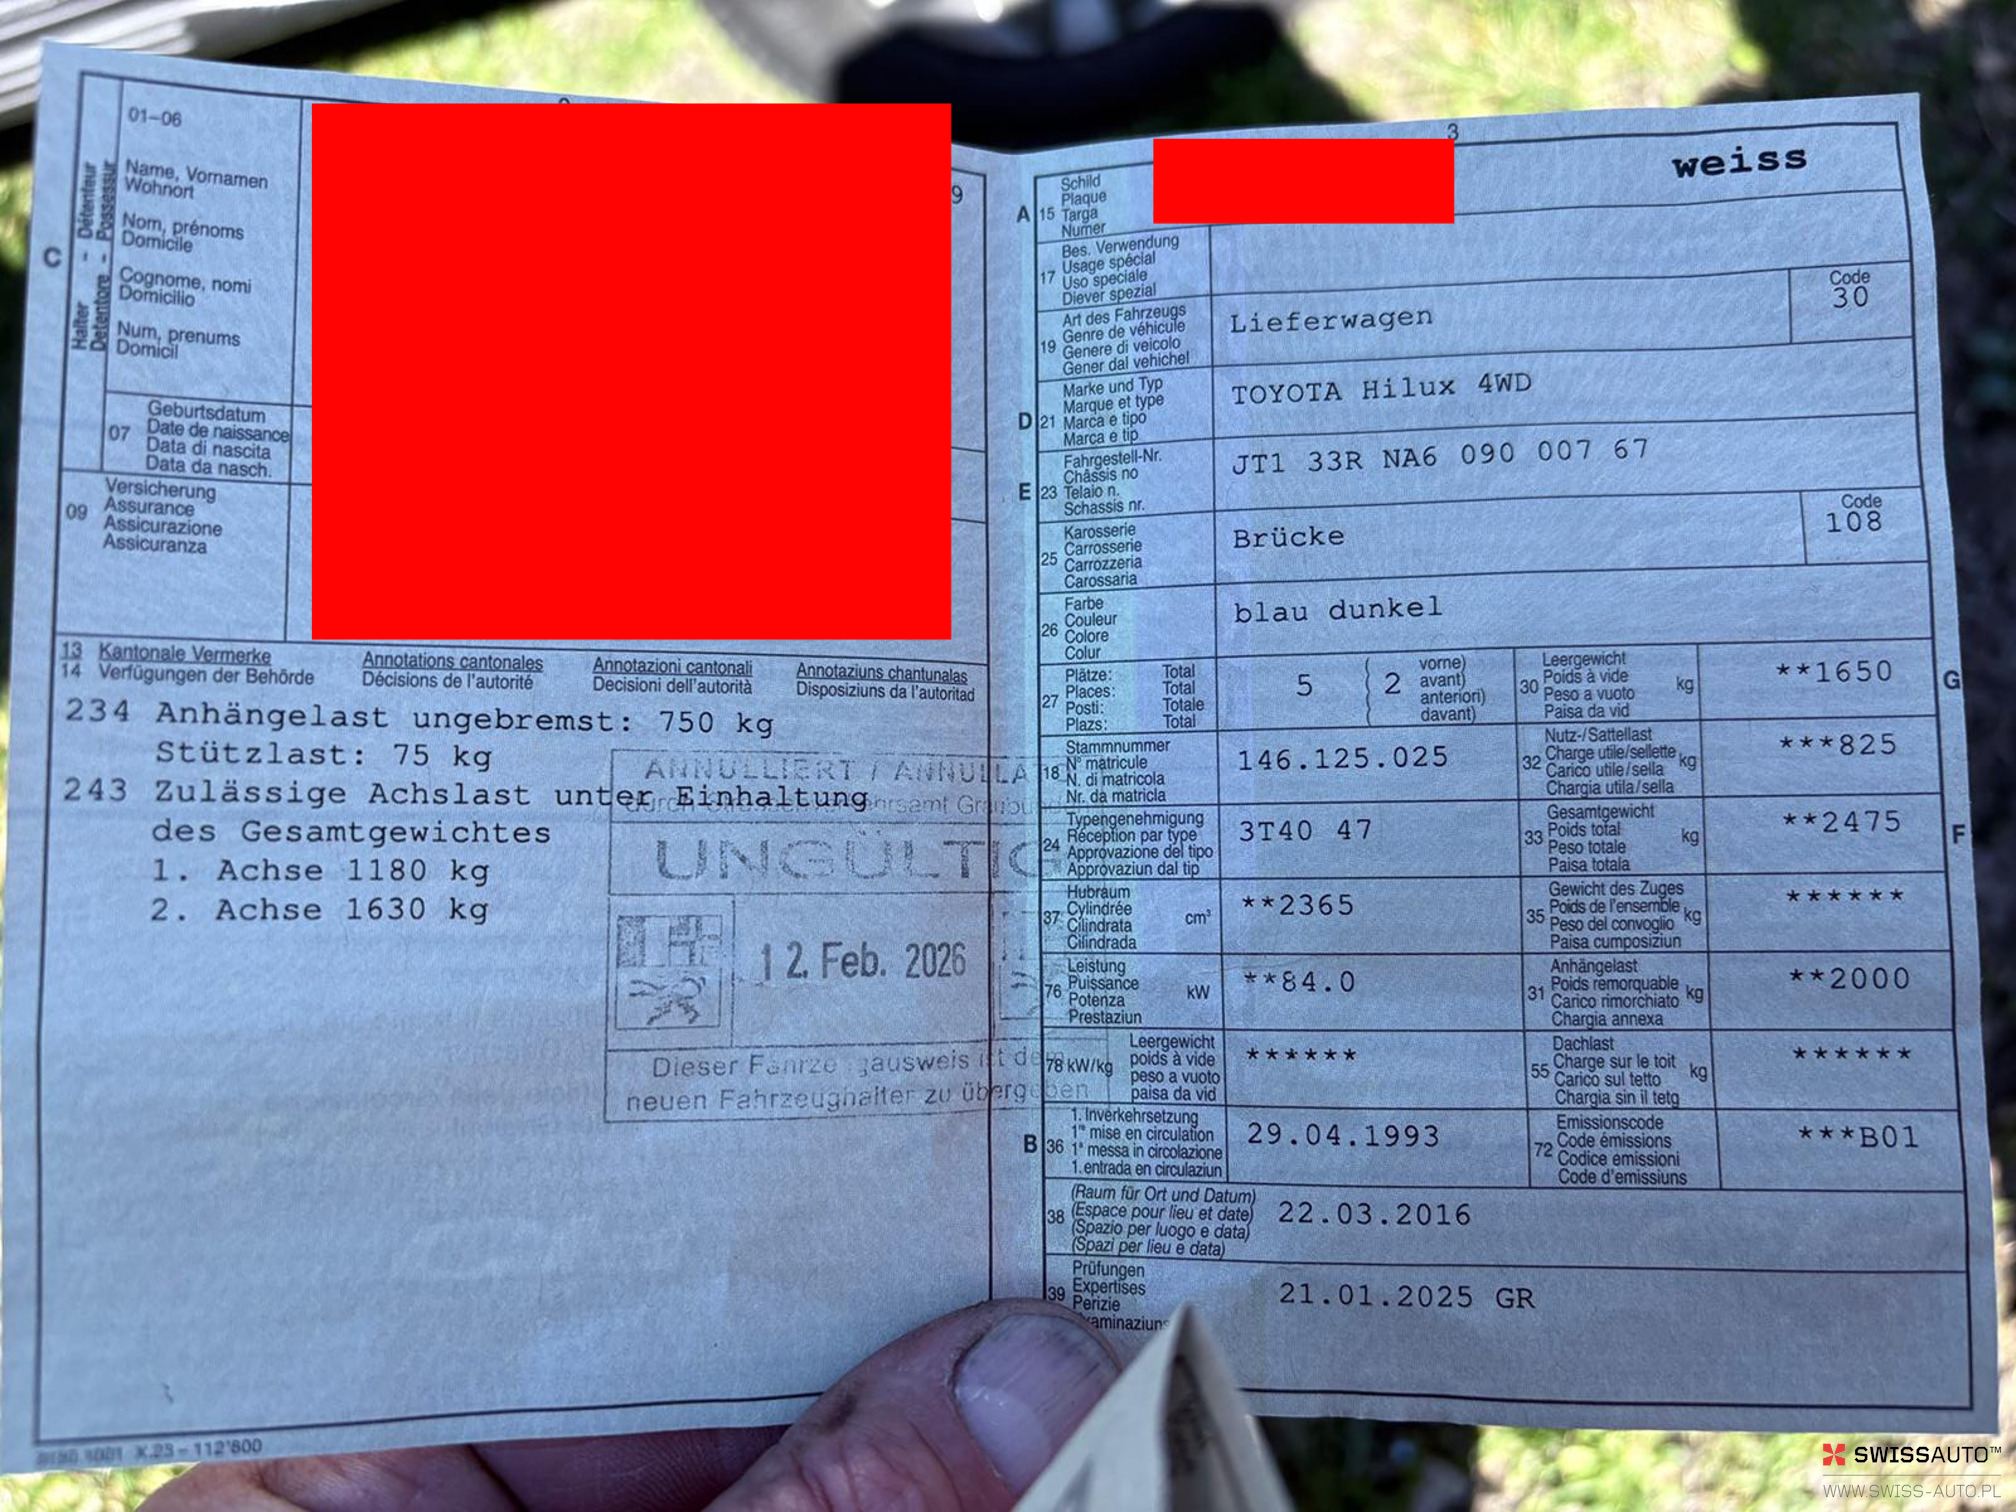 01–06
Name, Vornamen
Wohnort
Nom, prénoms
Domicile
Cognome, nomi
Domicilio
Num, prenums
Domicil
C
Halter - Détenteur
Detentore - Possessur
07
Geburtsdatum
Date de naissance
Data di nascita
Data da nasch.
09
Versicherung
Assurance
Assicurazione
Assicuranza
9
13 Kantonale Vermerke Annotations cantonales Annotazioni cantonali Annotaziuns chantunalas
14 Verfügungen der Behörde Décisions de l'autorité Decisioni dell'autorità Disposiziuns da l'autoritad
234 Anhängelast ungebremst: 750 kg
Stützlast: 75 kg
243 Zulässige Achslast unter Einhaltung
des Gesamtgewichtes
1. Achse 1180 kg
2. Achse 1630 kg
ANNULLIERT / ANNULLA
UNGÜLTIG
12. Feb. 2026
Dieser Fahrzeugausweis ist dem
neuen Fahrzeughalter zu übergeben
X.23 – 112'800
3
A 15
Schild
Plaque
Targa
Numer
weiss
17
Bes. Verwendung
Usage spécial
Uso speciale
Diever spezial
19
Art des Fahrzeugs
Genre de véhicule
Genere di veicolo
Gener dal vehichel
Lieferwagen
Code
30
D 21
Marke und Typ
Marque et type
Marca e tipo
Marca e tip
TOYOTA Hilux 4WD
E 23
Fahrgestell-Nr.
Châssis no
Telaio n.
Schassis nr.
JT1 33R NA6 090 007 67
25
Karosserie
Carrosserie
Carrozzeria
Carossaria
Brücke
Code
108
26
Farbe
Couleur
Colore
Colur
blau dunkel
27
Plätze: Total
Places: Total
Posti: Totale
Plazs: Total
5 ( 2
vorne)
avant)
anteriori)
davant)
30
Leergewicht
Poids à vide
Peso a vuoto
Paisa da vid
kg
**1650
G
18
Stammnummer
N° matricule
N. di matricola
Nr. da matricla
146.125.025
32
Nutz-/Sattellast
Charge utile/sellette
Carico utile/sella
Chargia utila/sella
kg
***825
24
Typengenehmigung
Réception par type
Approvazione del tipo
Approvaziun dal tip
3T40 47
33
Gesamtgewicht
Poids total
Peso totale
Paisa totala
kg
**2475
F
37
Hubraum
Cylindrée
Cilindrata
Cilindrada
cm³
**2365
35
Gewicht des Zuges
Poids de l'ensemble
Peso del convoglio
Paisa cumposiziun
kg
******
76
Leistung
Puissance
Potenza
Prestaziun
kW
**84.0
31
Anhängelast
Poids remorquable
Carico rimorchiato
Chargia annexa
kg
**2000
78 kW/kg
Leergewicht
poids à vide
peso a vuoto
paisa da vid
******
55
Dachlast
Charge sur le toit
Carico sul tetto
Chargia sin il tetg
kg
******
B 36
1. Inverkehrsetzung
1re mise en circulation
1a messa in circolazione
1. entrada en circulaziun
29.04.1993
72
Emissionscode
Code émissions
Codice emissioni
Code d'emissiuns
***B01
38
(Raum für Ort und Datum)
(Espace pour lieu et date)
(Spazio per luogo e data)
(Spazi per lieu e data)
22.03.2016
39
Prüfungen
Expertises
Perizie
21.01.2025 GR
SWISSAUTO™
WWW.SWISS-AUTO.PL